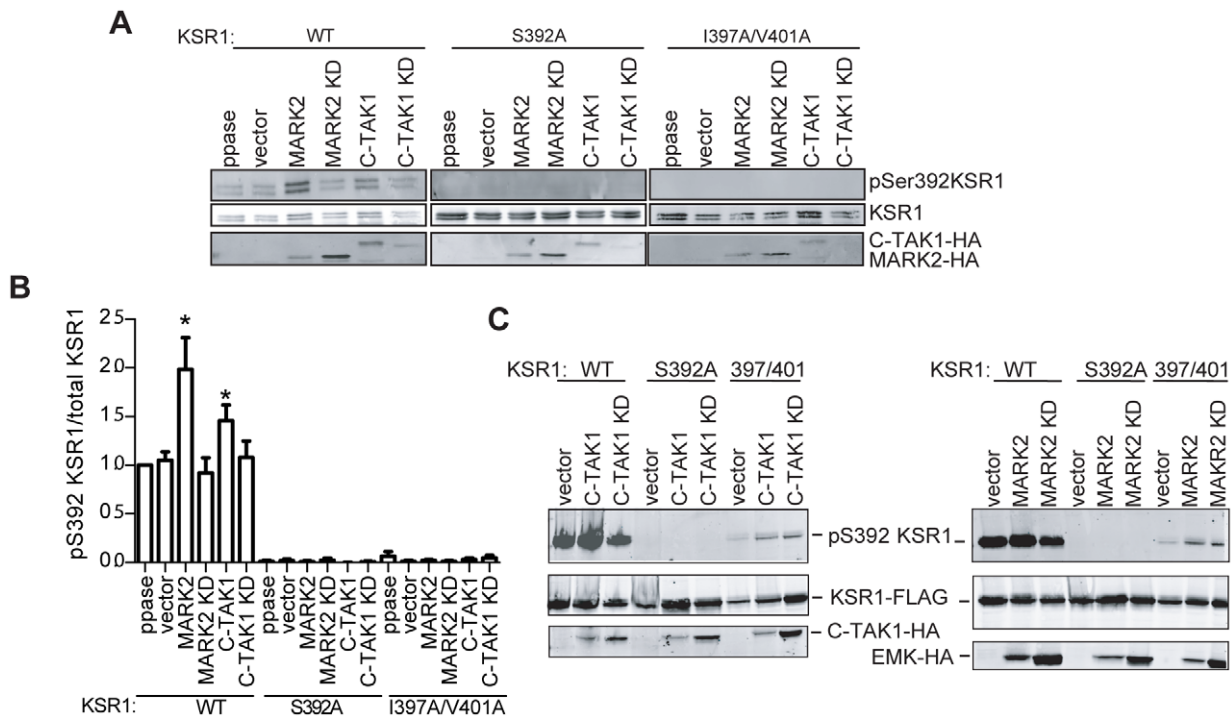 A
KSR1: WT S392A I397A/V401A
ppase vector MARK2 MARK2 KD C-TAK1 C-TAK1 KD ppase vector MARK2 MARK2 KD C-TAK1 C-TAK1 KD ppase vector MARK2 MARK2 KD C-TAK1 C-TAK1 KD
pSer392KSR1
KSR1
C-TAK1-HA
MARK2-HA
B
pS392 KSR1/total KSR1
2.5
2.0
1.5
1.0
0.5
0.0
* *
ppase vector MARK2 MARK2 KD C-TAK1 C-TAK1 KD ppase vector MARK2 MARK2 KD C-TAK1 C-TAK1 KD ppase vector MARK2 MARK2 KD C-TAK1 C-TAK1 KD
KSR1: WT S392A I397A/V401A
C
KSR1: WT S392A 397/401
vector C-TAK1 C-TAK1 KD vector C-TAK1 C-TAK1 KD vector C-TAK1 C-TAK1 KD
pS392 KSR1
KSR1-FLAG
C-TAK1-HA
EMK-HA
KSR1: WT S392A 397/401
vector MARK2 MARK2 KD vector MARK2 MARK2 KD vector MARK2 MAKR2 KD